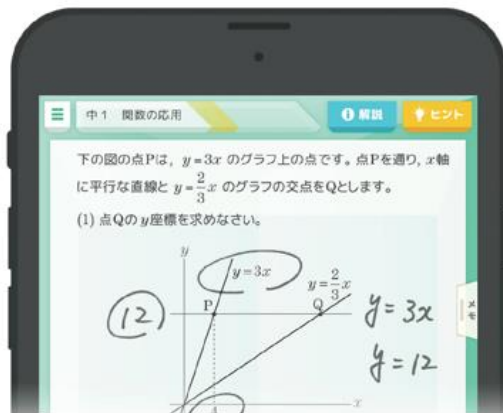 中1 関数の応用
解説
ヒント
下の図の点Pは，y=3x のグラフ上の点です。点Pを通り，x軸
に平行な直線と y=2/3x のグラフの交点をQとします。
(1) 点Qのy座標を求めなさい。
y
y=3x
y=2/3x
P
Q
12
y=3x
y=12
メモ
x